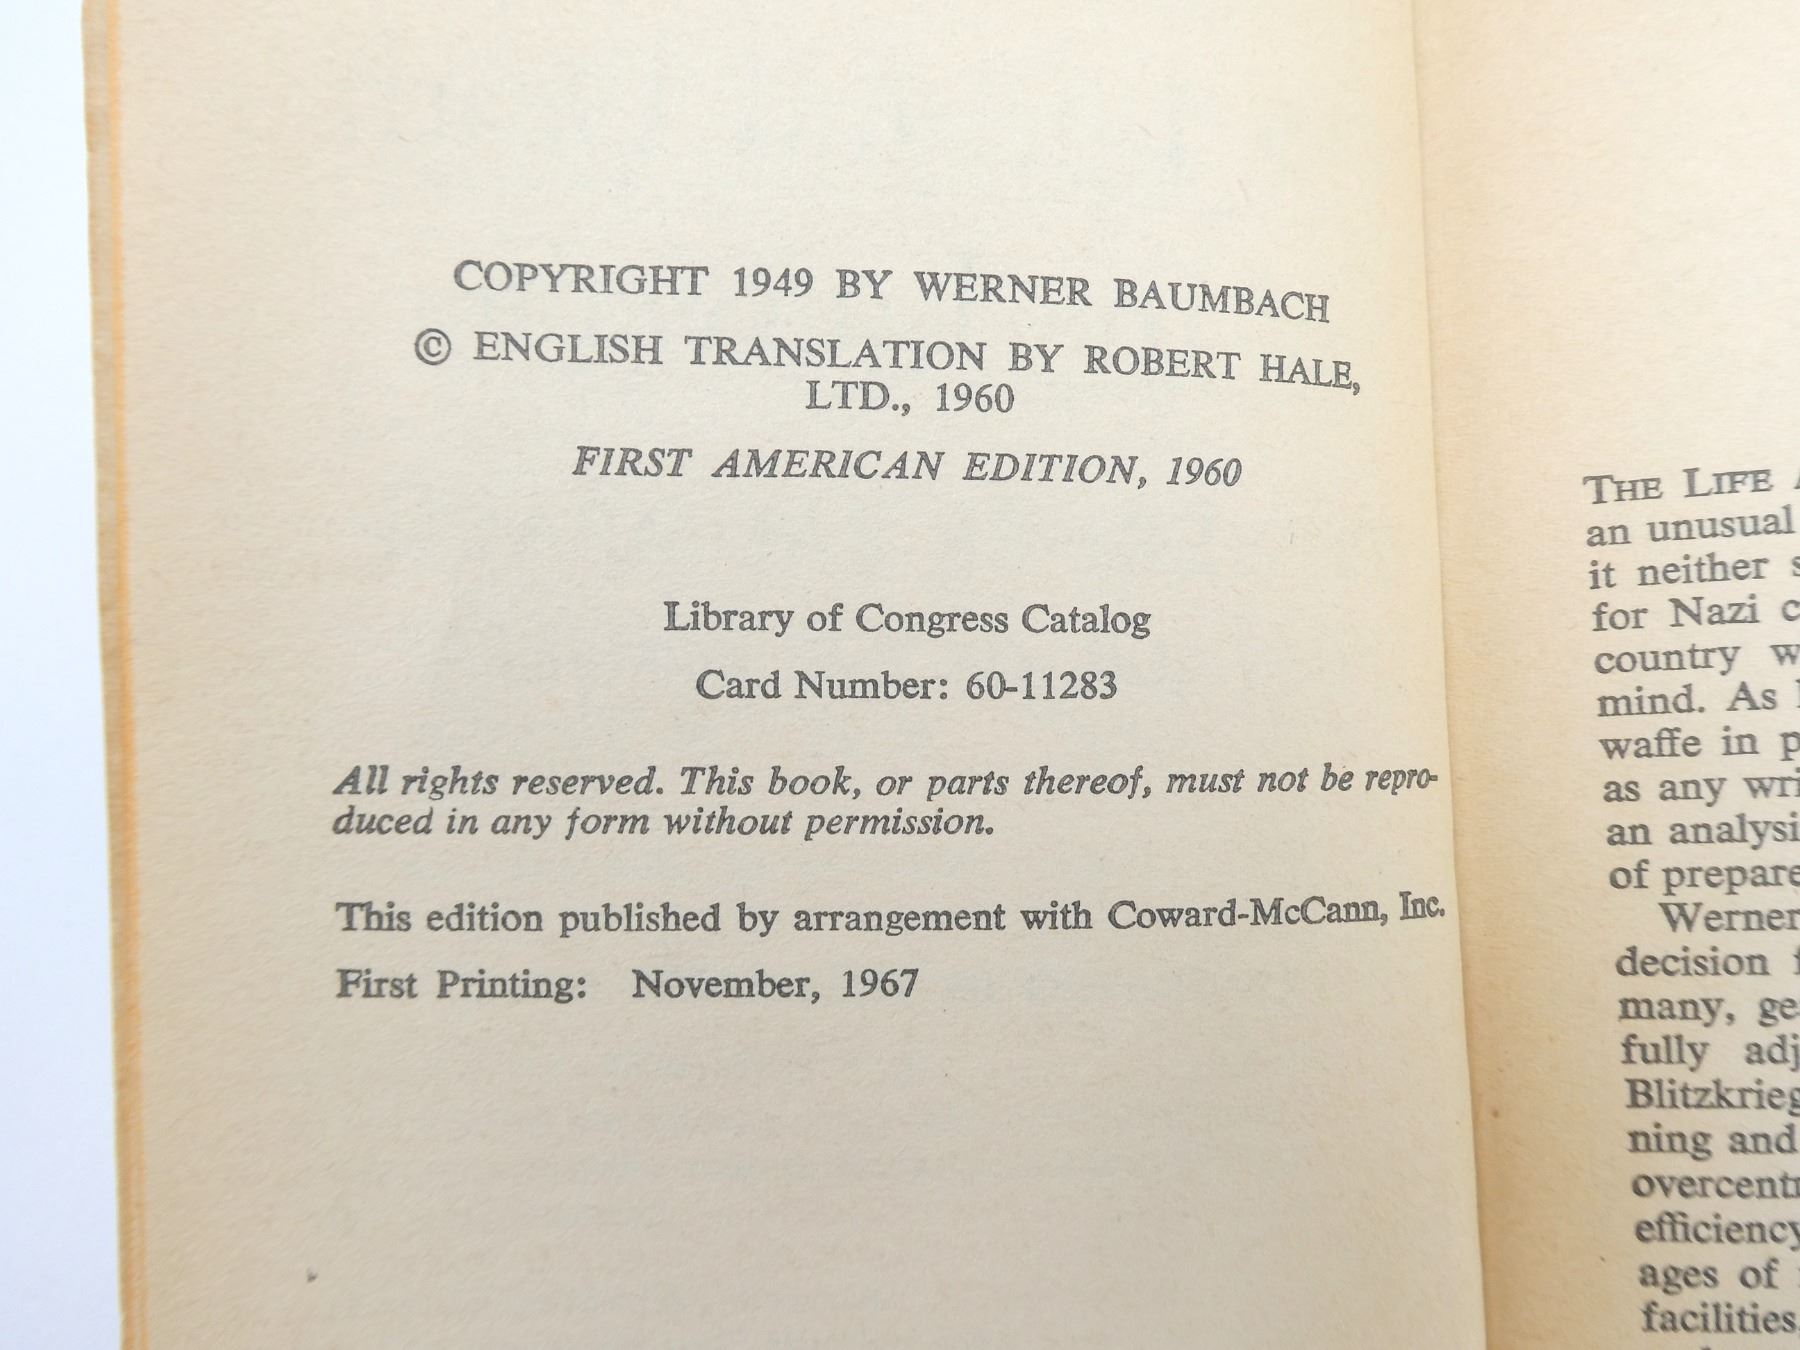 COPYRIGHT 1949 BY WERNER BAUMBACH
© ENGLISH TRANSLATION BY ROBERT HALE,
LTD., 1960
FIRST AMERICAN EDITION, 1960
Library of Congress Catalog
Card Number: 60-11283
All rights reserved. This book, or parts thereof, must not be repro-
duced in any form without permission.
This edition published by arrangement with Coward-McCann, Inc.
First Printing: November, 1967
THE LIFE
an unusual
it neither
for Nazi
country
mind. As
waffe in
as any
an
of
Werner
decision
many,
fully
Blitzkrieg
ning and

efficiency
ages of
facilities,